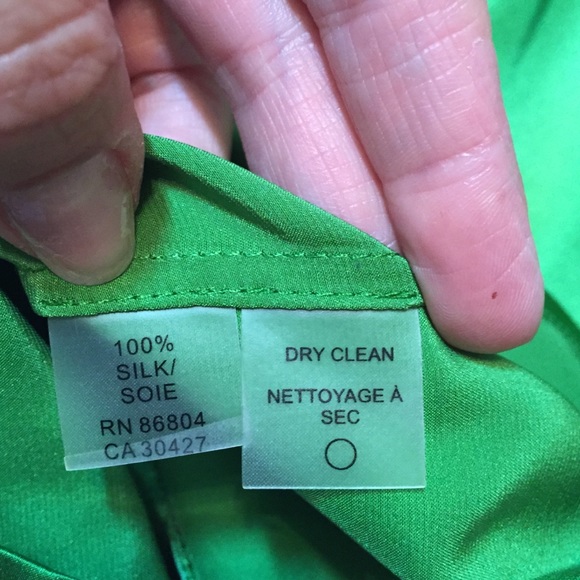 100%
SILK/
SOIE
RN 86804
CA 30427
DRY CLEAN
NETTOYAGE À
SEC